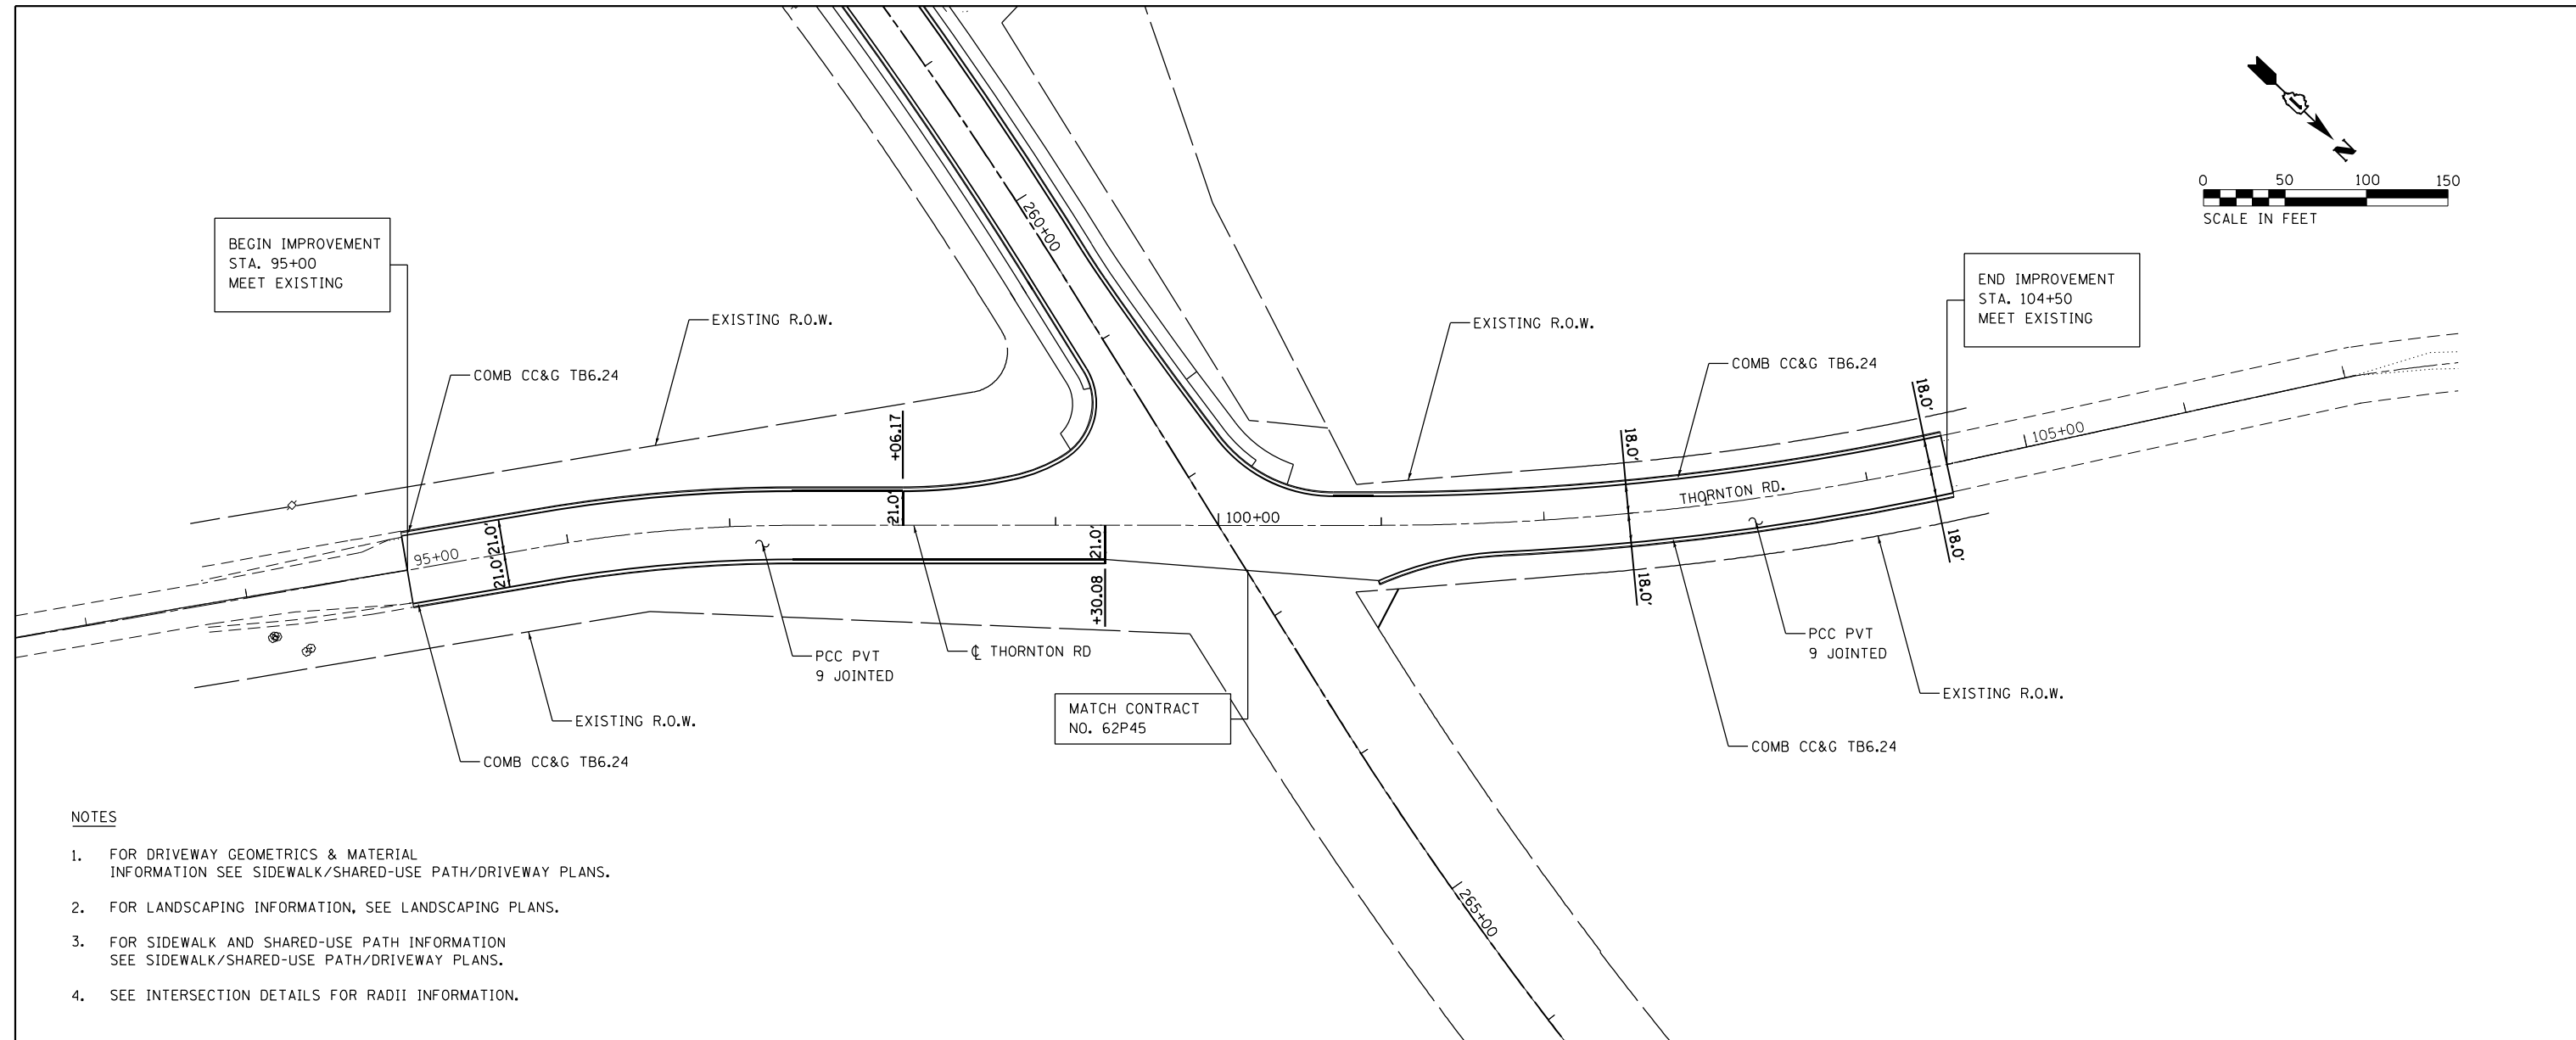 N
0 50 100 150
SCALE IN FEET
260+00
BEGIN IMPROVEMENT
STA. 95+00
MEET EXISTING
END IMPROVEMENT
STA. 104+50
MEET EXISTING
EXISTING R.O.W.
EXISTING R.O.W.
COMB CC&G TB6.24
COMB CC&G TB6.24
+06.17
21.0'
18.0'
18.0'
105+00
THORNTON RD.
100+00
95+00
21.0'
21.0'
21.0'
+30.08
18.0'
18.0'
PCC PVT
9 JOINTED
℄ THORNTON RD
PCC PVT
9 JOINTED
EXISTING R.O.W.
EXISTING R.O.W.
MATCH CONTRACT
NO. 62P45
COMB CC&G TB6.24
COMB CC&G TB6.24
265+00
NOTES
1. FOR DRIVEWAY GEOMETRICS & MATERIAL
INFORMATION SEE SIDEWALK/SHARED-USE PATH/DRIVEWAY PLANS.
2. FOR LANDSCAPING INFORMATION, SEE LANDSCAPING PLANS.
3. FOR SIDEWALK AND SHARED-USE PATH INFORMATION
SEE SIDEWALK/SHARED-USE PATH/DRIVEWAY PLANS.
4. SEE INTERSECTION DETAILS FOR RADII INFORMATION.